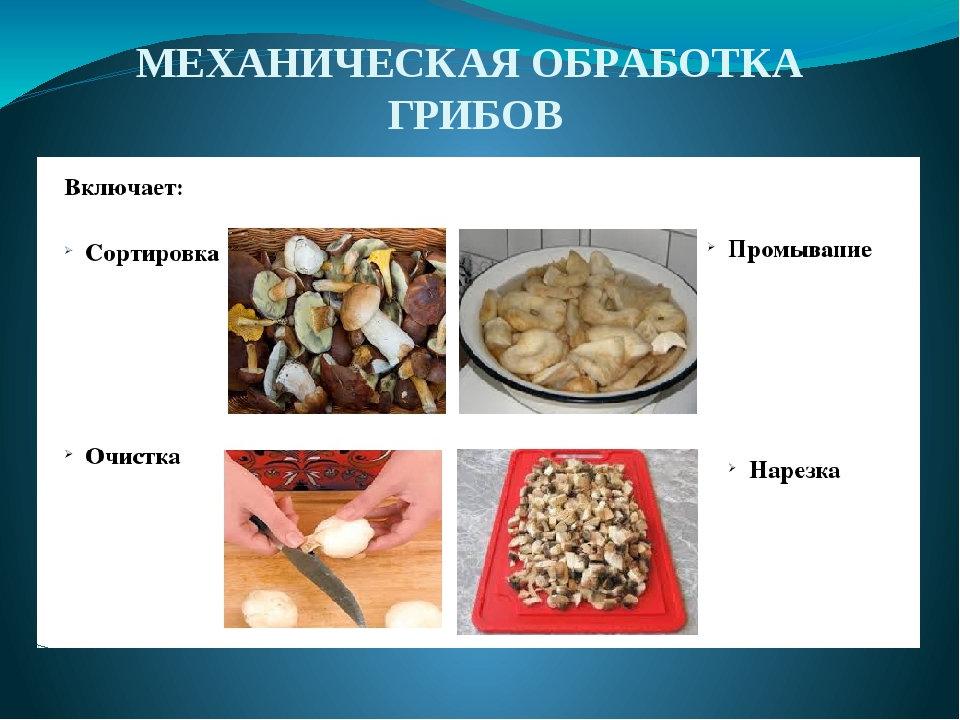 МЕХАНИЧЕСКАЯ ОБРАБОТКА
ГРИБОВ
Включает:
Сортировка
Промывание
Очистка
Нарезка